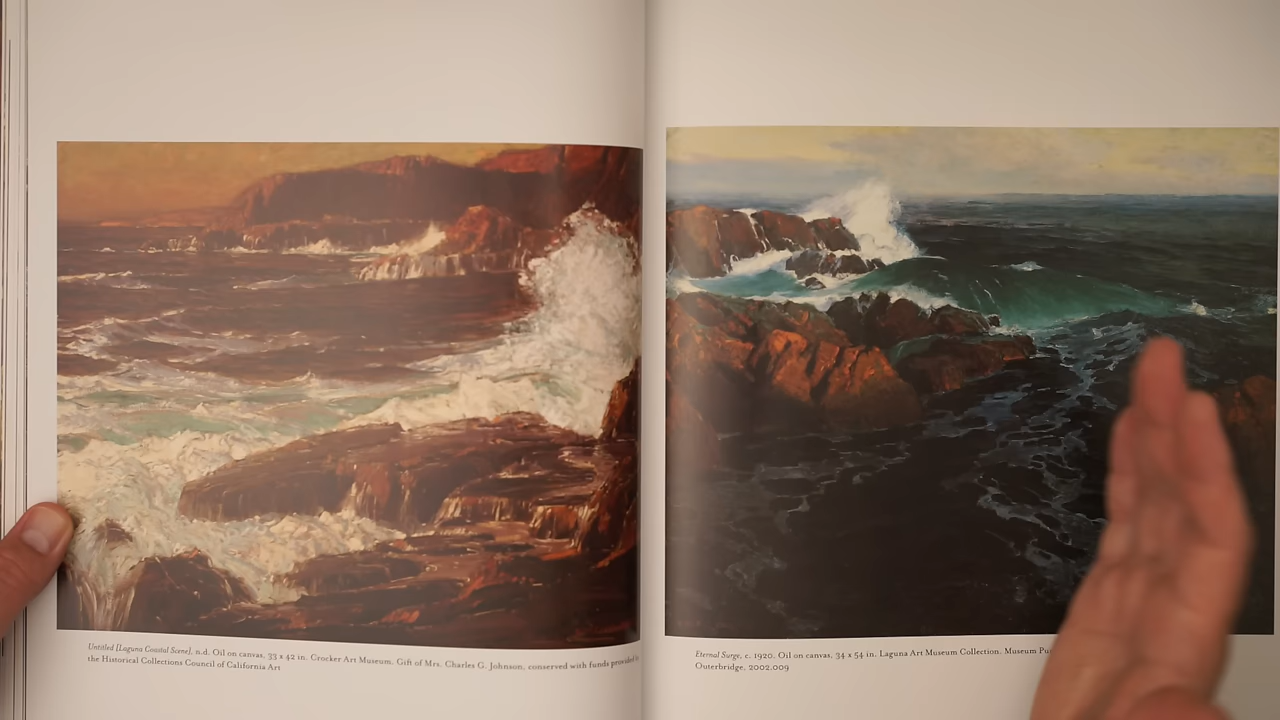 Untitled [Laguna Coastal Scene], n.d. Oil on canvas, 33 x 42 in. Crocker Art Museum. Gift of Mrs. Charles G. Johnson, conserved with funds provided
the Historical Collections Council of California Art
Eternal Surge, c. 1920. Oil on canvas, 34 x 54 in. Laguna Art Museum Collection. Museum
Outerbridge. 2002.009